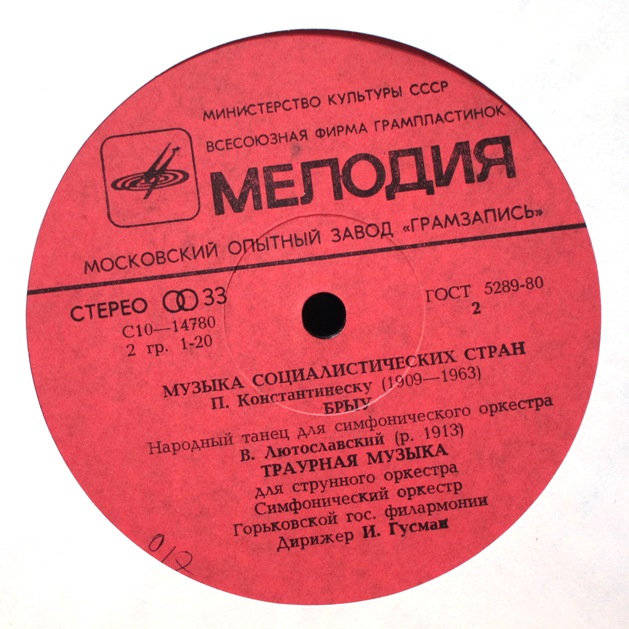 МИНИСТЕРСТВО КУЛЬТУРЫ СССР
ВСЕСОЮЗНАЯ ФИРМА ГРАМПЛАСТИНОК
МЕЛОДИЯ
МОСКОВСКИЙ ОПЫТНЫЙ ЗАВОД «ГРАМЗАПИСЬ»
СТЕРЕО 33
ГОСТ 5289-80
С10—14780
2
2 гр. 1-20
МУЗЫКА СОЦИАЛИСТИЧЕСКИХ СТРАН
П. Константинеску (1909—1963)
БРЫУ
Народный танец для симфонического оркестра
В. Лютославский (р. 1913)
ТРАУРНАЯ МУЗЫКА
для струнного оркестра
Симфонический оркестр
Горьковской гос. филармонии
Дирижер И. Гусман